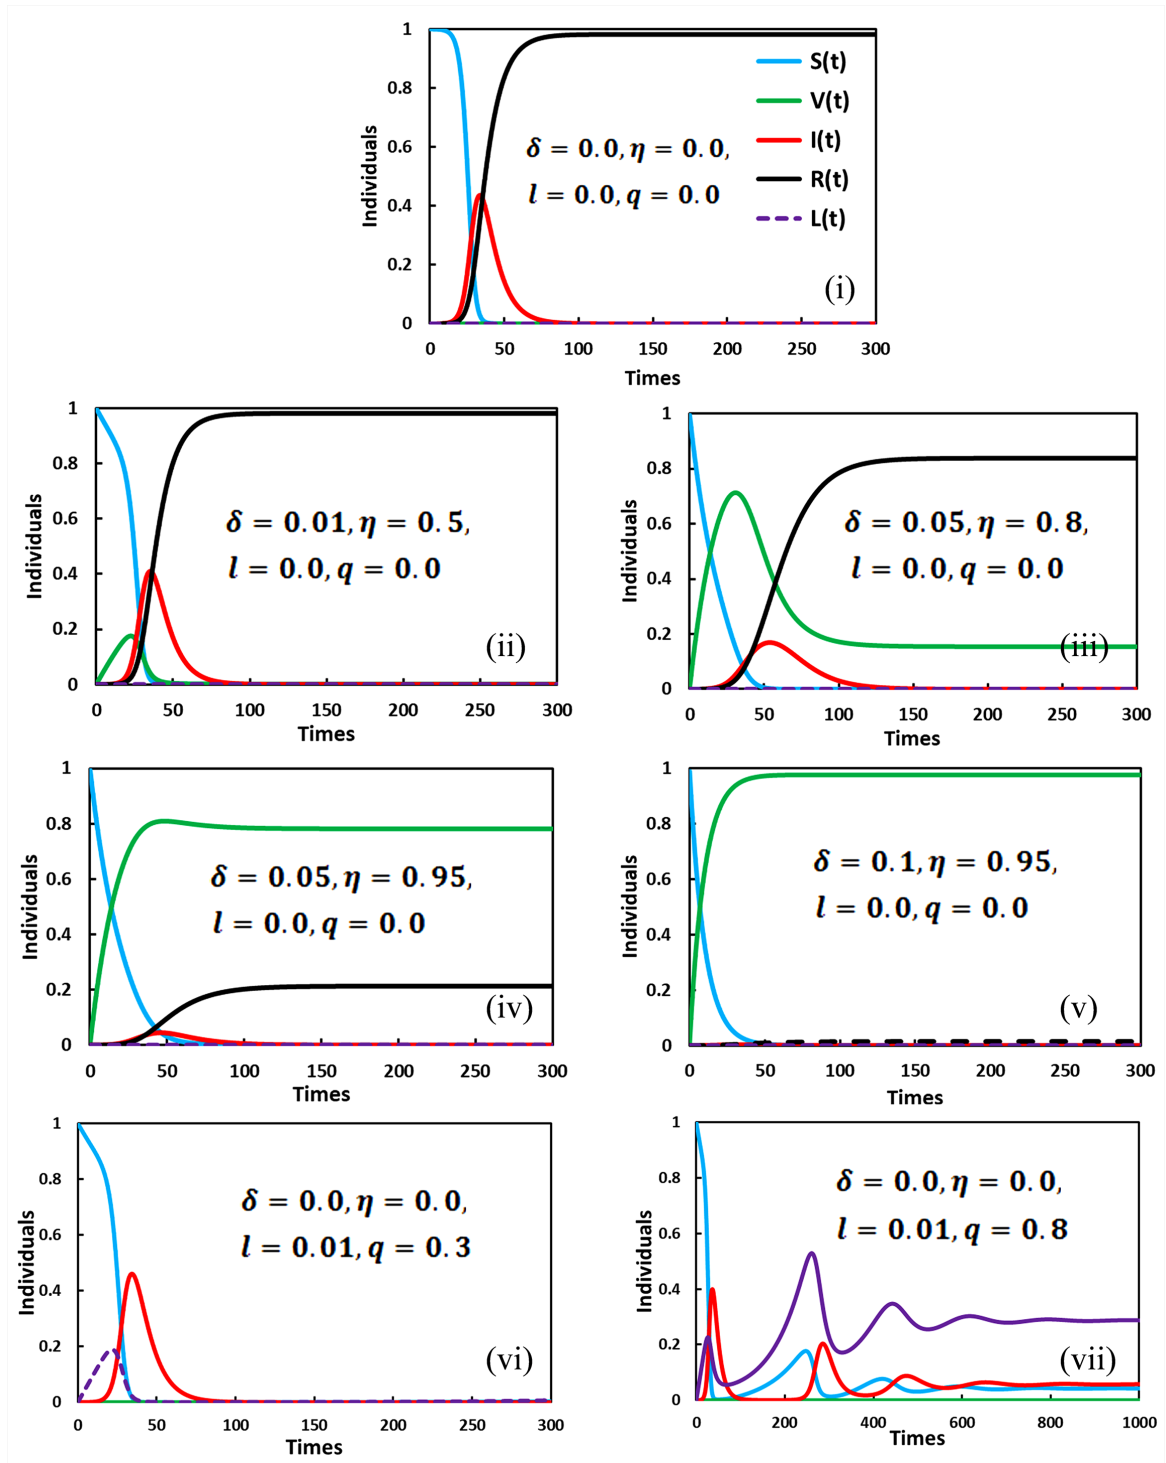 1
0.8
0.6
0.4
0.2
0
Individuals
S(t)
V(t)
I(t)
R(t)
L(t)
δ = 0.0, η = 0.0,
l = 0.0, q = 0.0
(i)
0 50 100 150 200 250 300
Times
1
0.8
0.6
0.4
0.2
0
Individuals
δ = 0.01, η = 0.5,
l = 0.0, q = 0.0
(ii)
0 50 100 150 200 250 300
Times
1
0.8
0.6
0.4
0.2
0
Individuals
δ = 0.05, η = 0.8,
l = 0.0, q = 0.0
(iii)
0 50 100 150 200 250 300
Times
1
0.8
0.6
0.4
0.2
0
Individuals
δ = 0.05, η = 0.95,
l = 0.0, q = 0.0
(iv)
0 50 100 150 200 250 300
Times
1
0.8
0.6
0.4
0.2
0
Individuals
δ = 0.1, η = 0.95,
l = 0.0, q = 0.0
(v)
0 50 100 150 200 250 300
Times
1
0.8
0.6
0.4
0.2
0
Individuals
δ = 0.0, η = 0.0,
l = 0.01, q = 0.3
(vi)
0 50 100 150 200 250 300
Times
1
0.8
0.6
0.4
0.2
0
Individuals
δ = 0.0, η = 0.0,
l = 0.01, q = 0.8
(vii)
0 200 400 600 800 1000
Times